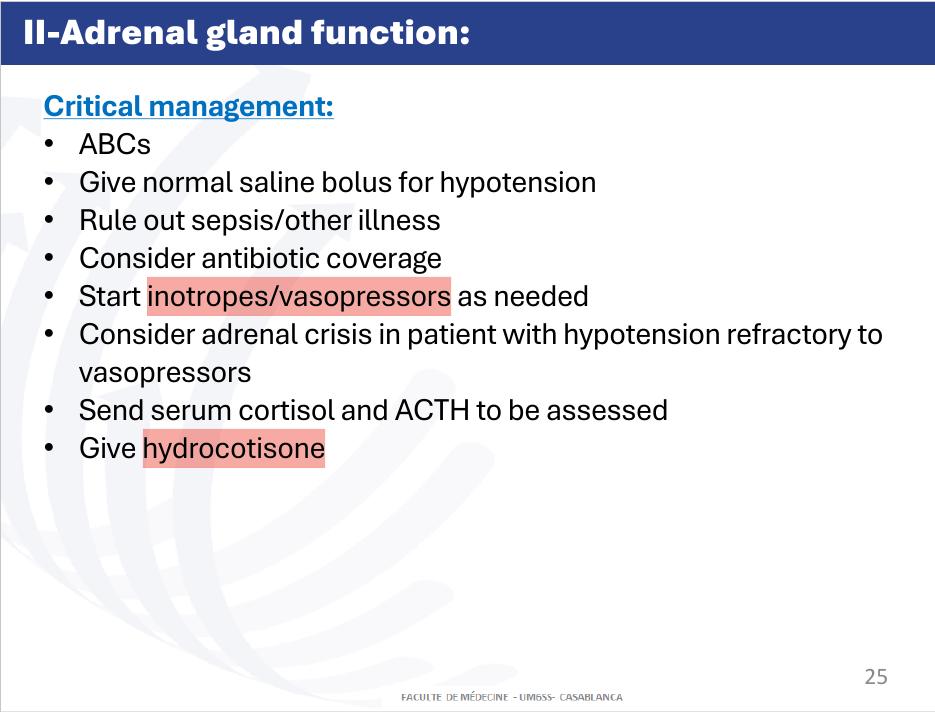 II-Adrenal gland function:
Critical management:
• ABCs
• Give normal saline bolus for hypotension
• Rule out sepsis/other illness
• Consider antibiotic coverage
• Start inotropes/vasopressors as needed
• Consider adrenal crisis in patient with hypotension refractory to
vasopressors
• Send serum cortisol and ACTH to be assessed
• Give hydrocotisone
25
FACULTE DE MÉDECINE - UM6SS- CASABLANCA